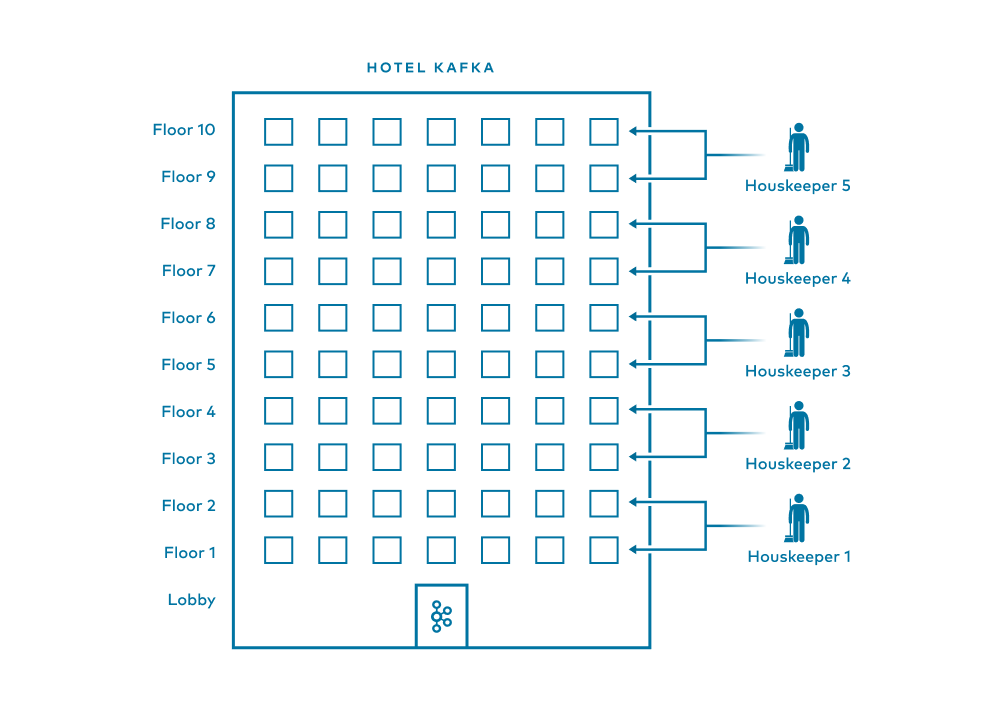 HOTEL KAFKA
Floor 10
Floor 9
Houskeeper 5
Floor 8
Floor 7
Houskeeper 4
Floor 6
Floor 5
Houskeeper 3
Floor 4
Floor 3
Houskeeper 2
Floor 2
Floor 1
Houskeeper 1
Lobby